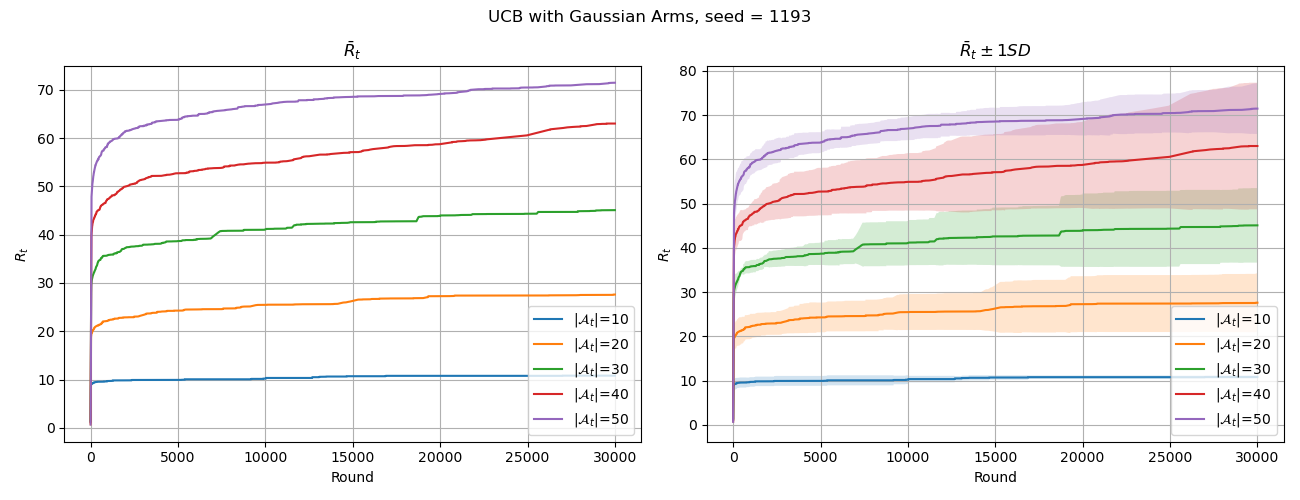 UCB with Gaussian Arms, seed = 1193
R̄ₜ
Rₜ
70
60
50
40
30
20
10
0
0 5000 10000 15000 20000 25000 30000
Round
|𝒜ₜ|=10
|𝒜ₜ|=20
|𝒜ₜ|=30
|𝒜ₜ|=40
|𝒜ₜ|=50
R̄ₜ ± 1SD
Rₜ
80
70
60
50
40
30
20
10
0
0 5000 10000 15000 20000 25000 30000
Round
|𝒜ₜ|=10
|𝒜ₜ|=20
|𝒜ₜ|=30
|𝒜ₜ|=40
|𝒜ₜ|=50